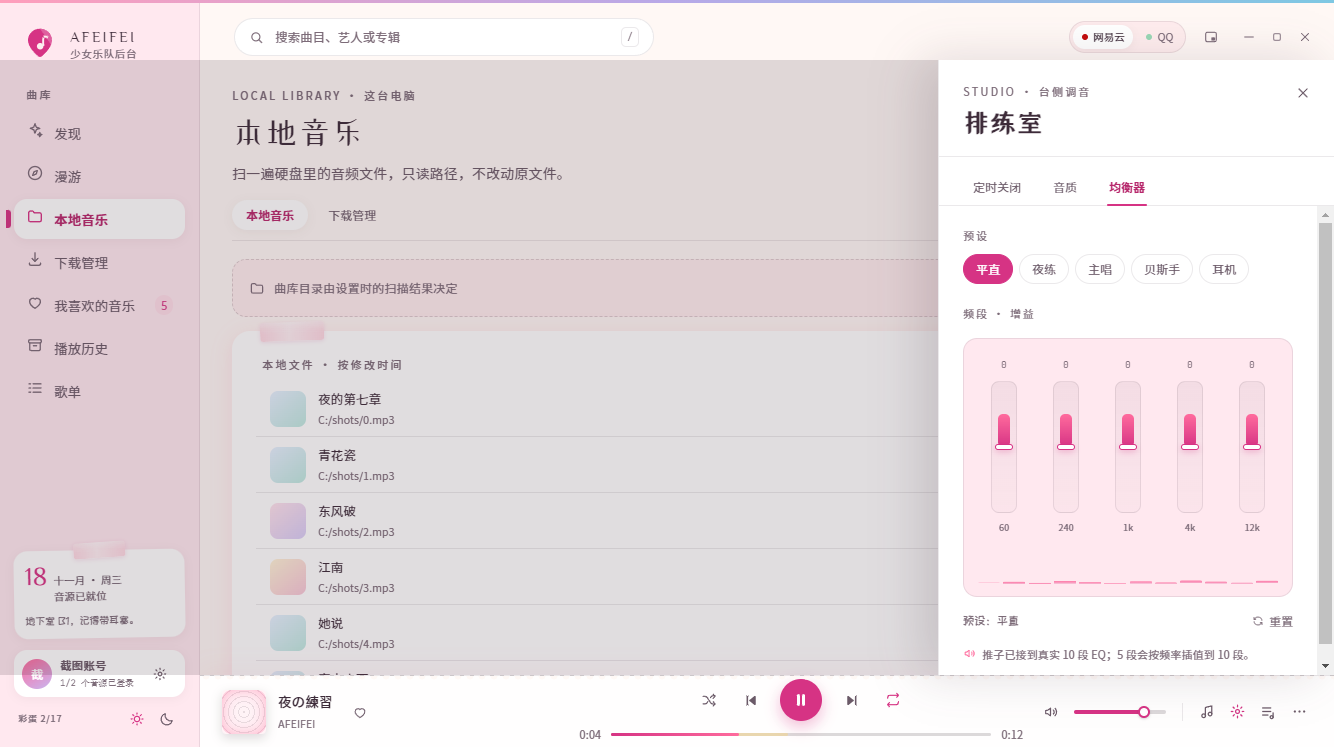 AFEIFEI
少女乐队后台
搜索曲目、艺人或专辑
/
网易云
QQ
曲库
发现
漫游
本地音乐
下载管理
我喜欢的音乐 5
播放历史
歌单
18
十一月 · 周三
音源已就位
地下室 B1，记得带耳塞。
截
截图账号
1/2 个音源已登录
彩蛋 2/17
LOCAL LIBRARY · 这台电脑
本地音乐
扫一遍硬盘里的音频文件，只读路径，不改动原文件。
本地音乐
下载管理
曲库目录由设置时的扫描结果决定
本地文件 · 按修改时间
夜的第七章
C:/shots/0.mp3
青花瓷
C:/shots/1.mp3
东风破
C:/shots/2.mp3
江南
C:/shots/3.mp3
她说
C:/shots/4.mp3
STUDIO · 台侧调音
排练室
定时关闭
音质
均衡器
预设
平直
夜练
主唱
贝斯手
耳机
频段 · 增益
0 0 0 0 0
60 240 1k 4k 12k
预设：平直
重置
推子已接到真实 10 段 EQ；5 段会按频率插值到 10 段。
夜の練習
AFEIFEI
0:04
0:12